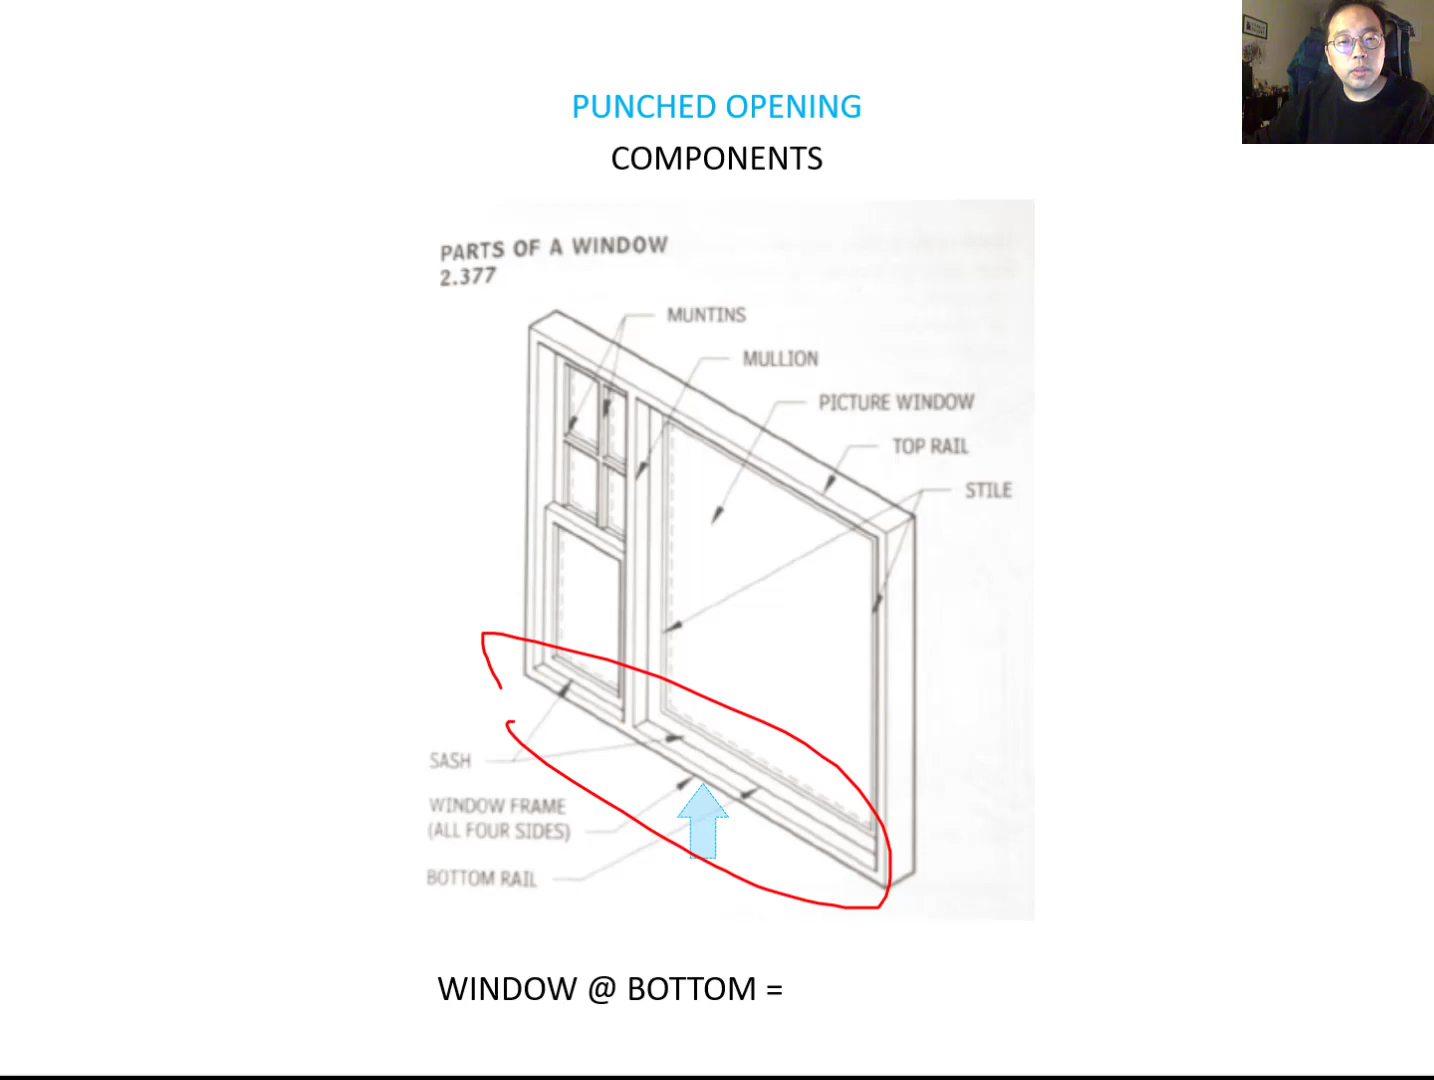 PUNCHED OPENING
COMPONENTS
PARTS OF A WINDOW
2.377
MUNTINS
MULLION
PICTURE WINDOW
TOP RAIL
STILE
SASH
WINDOW FRAME
(ALL FOUR SIDES)
BOTTOM RAIL
WINDOW @ BOTTOM =